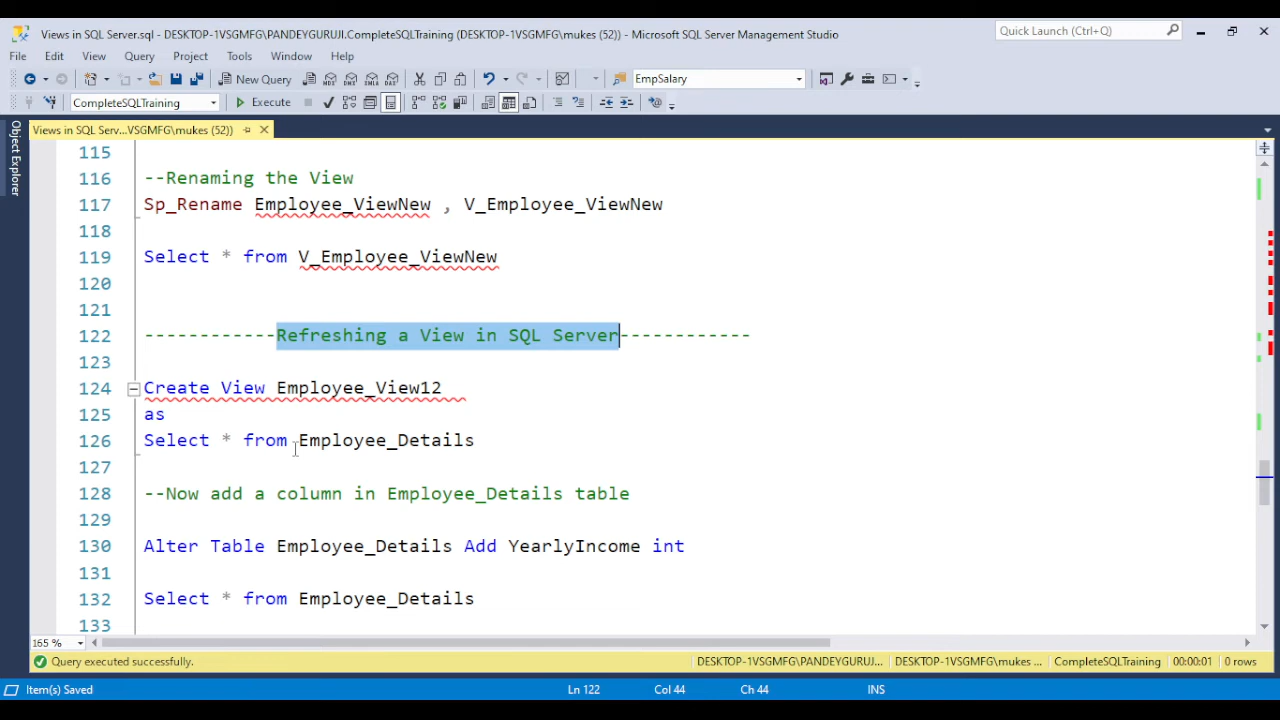 Views in SQL Server.sql - DESKTOP-1VSGMFG\PANDEYGURUJI.CompleteSQLTraining (DESKTOP-1VSGMFG\mukes (52)) - Microsoft SQL Server Management Studio
Quick Launch (Ctrl+Q)
File Edit View Query Project Tools Window Help
New Query
EmpSalary
CompleteSQLTraining
Execute
Views in SQL Serv...VSGMFG\mukes (52))
Object Explorer
115
116 --Renaming the View
117 Sp_Rename Employee_ViewNew , V_Employee_ViewNew
118
119 Select * from V_Employee_ViewNew
120
121
122 ------------Refreshing a View in SQL Server------------
123
124 Create View Employee_View12
125 as
126 Select * from Employee_Details
127
128 --Now add a column in Employee_Details table
129
130 Alter Table Employee_Details Add YearlyIncome int
131
132 Select * from Employee_Details
133
165 %
Query executed successfully.
DESKTOP-1VSGMFG\PANDEYGURUJI... DESKTOP-1VSGMFG\mukes ... CompleteSQLTraining 00:00:01 0 rows
Item(s) Saved
Ln 122 Col 44 Ch 44 INS